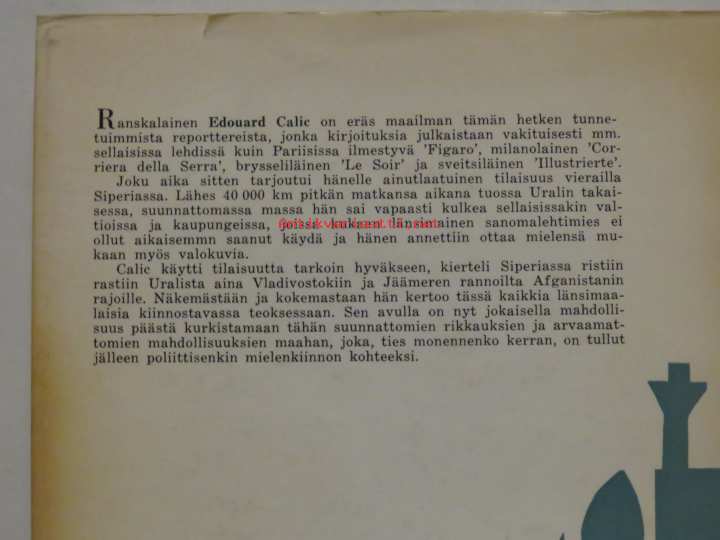 Ranskalainen Edouard Calic on eräs maailman tämän hetken tunne-
tuimmista reporttereista, jonka kirjoituksia julkaistaan vakituisesti mm.
sellaisissa lehdissä kuin Pariisissa ilmestyvä 'Figaro', milanolainen 'Cor-
riera della Serra', brysseliläinen 'Le Soir' ja sveitsiläinen 'Illustrierte'.
Joku aika sitten tarjoutui hänelle ainutlaatuinen tilaisuus vierailla
Siperiassa. Lähes 40 000 km pitkän matkansa aikana tuossa Uralin takai-
sessa, suunnattomassa massa hän sai vapaasti kulkea sellaisissakin val-
tioissa ja kaupungeissa, joissa kukaan länsimainen sanomalehtimies ei
ollut aikaisemmn saanut käydä ja hänen annettiin ottaa mielensä mu-
kaan myös valokuvia.
Calic käytti tilaisuutta tarkoin hyväkseen, kierteli Siperiassa ristiin
rastiin Uralista aina Vladivostokiin ja Jäämeren rannoilta Afganistanin
rajoille. Näkemästään ja kokemastaan hän kertoo tässä kaikkia länsimaa-
laisia kiinnostavassa teoksessaan. Sen avulla on nyt jokaisella mahdolli-
suus päästä kurkistamaan tähän suunnattomien rikkauksien ja arvaamat-
tomien mahdollisuuksien maahan, joka, ties monennenko kerran, on tullut
jälleen poliittisenkin mielenkiinnon kohteeksi.